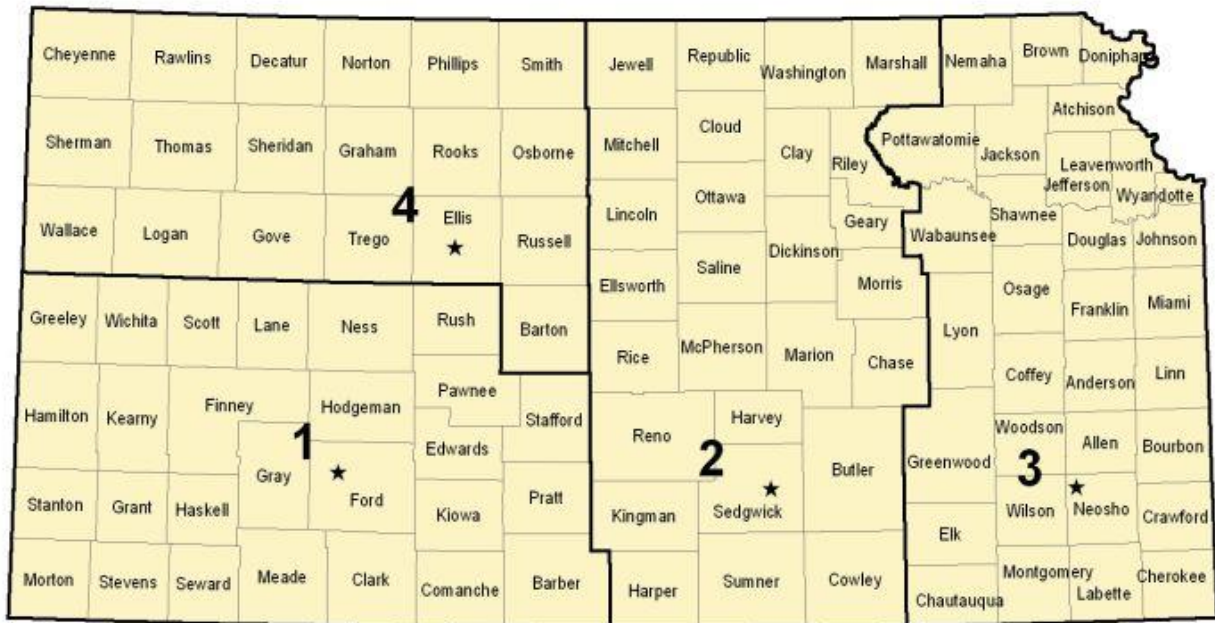 Cheyenne Rawlins Decatur Norton Phillips Smith Jewell Republic Washington Marshall Nemaha Brown Doniphan
Atchison
Sherman Thomas Sheridan Graham Rooks Osborne Mitchell Cloud Clay Riley Pottawatomie Jackson Leavenworth
Jefferson Wyandotte
4 Ellis Lincoln Ottawa Geary Shawnee
Wallace Logan Gove Trego Russell Dickinson Wabaunsee Douglas Johnson
Ellsworth Saline Morris Osage Franklin Miami
Greeley Wichita Scott Lane Ness Rush Barton Rice McPherson Marion Chase Lyon
Coffey Anderson Linn
Hamilton Kearny Finney Hodgeman Pawnee Stafford Reno Harvey Woodson Allen Bourbon
1 Edwards 2 Butler Greenwood 3
Gray Ford Pratt
Stanton Grant Haskell Kiowa Kingman Sedgwick Elk Wilson Neosho Crawford
Morton Stevens Seward Meade Clark Comanche Barber Harper Sumner Cowley Chautauqua Montgomery Labette Cherokee